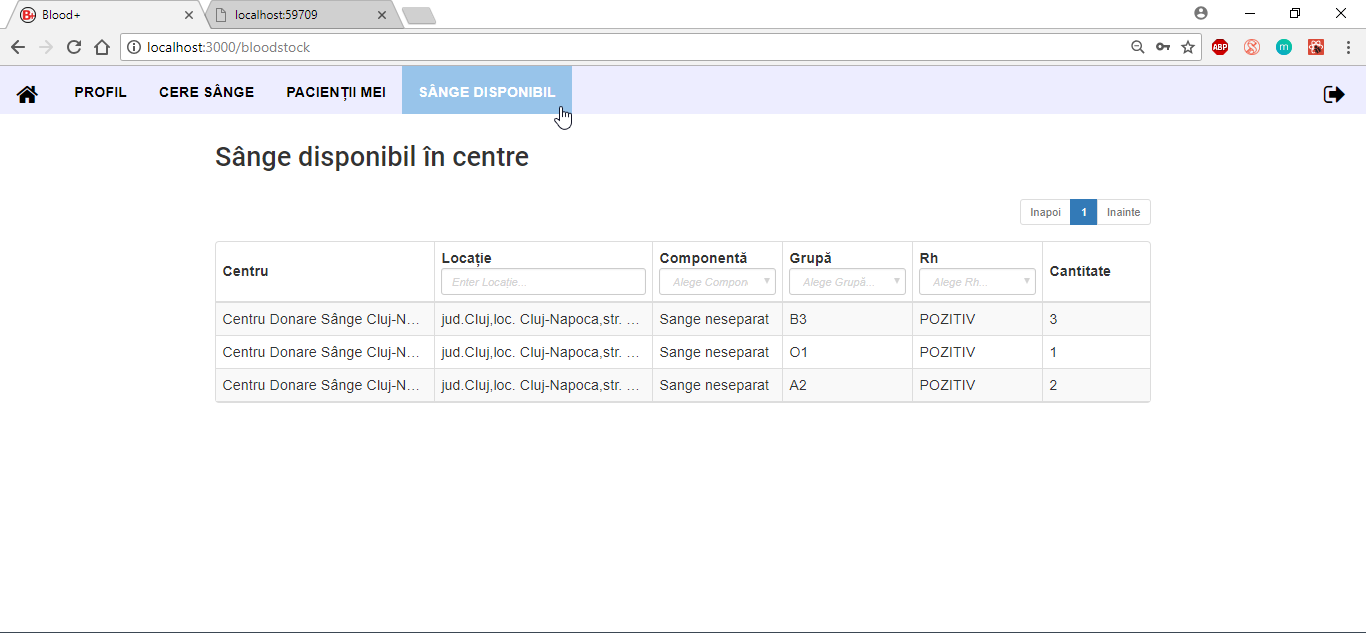 Blood+
localhost:59709
localhost:3000/bloodstock
ABP
m
PROFIL CERE SÂNGE PACIENȚII MEI SÂNGE DISPONIBIL
Sânge disponibil în centre
Inapoi 1 Inainte
Centru Locație Componentă Grupă Rh Cantitate
Enter Locație... Alege Compon Alege Grupă... Alege Rh...
Centru Donare Sânge Cluj-N... jud.Cluj,loc. Cluj-Napoca,str. ... Sange neseparat B3 POZITIV 3
Centru Donare Sânge Cluj-N... jud.Cluj,loc. Cluj-Napoca,str. ... Sange neseparat O1 POZITIV 1
Centru Donare Sânge Cluj-N... jud.Cluj,loc. Cluj-Napoca,str. ... Sange neseparat A2 POZITIV 2